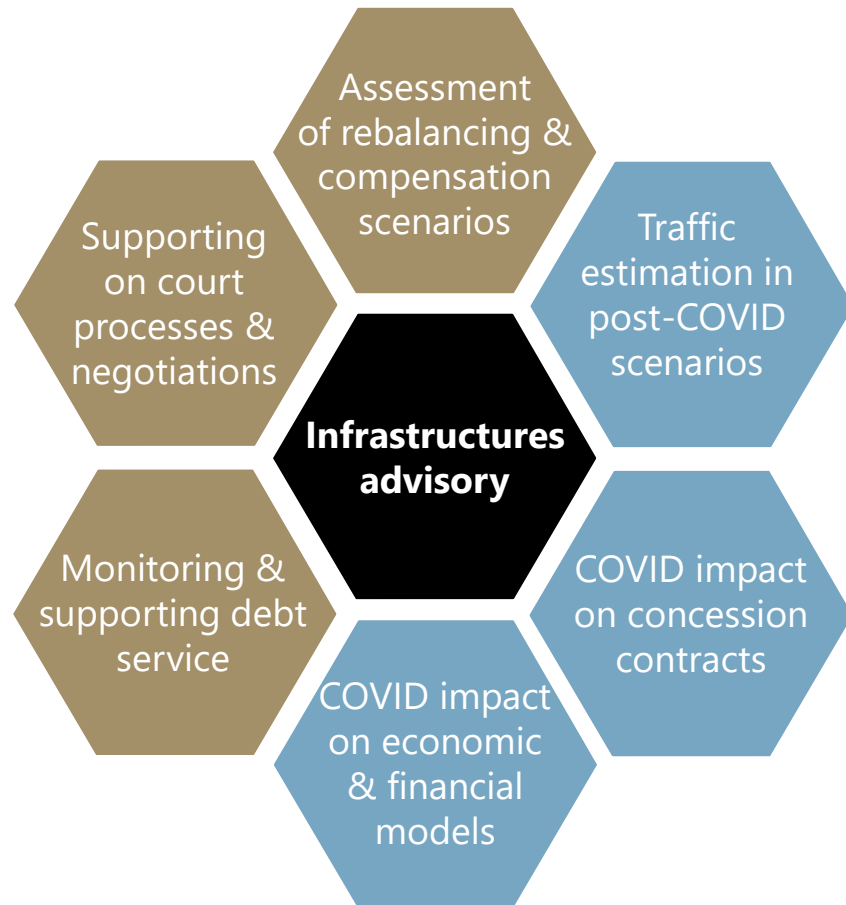 Assessment
of rebalancing &
compensation
scenarios
Supporting
on court
processes &
negotiations
Traffic
estimation in
post-COVID
scenarios
Infrastructures
advisory
Monitoring &
supporting debt
service
COVID impact
on concession
contracts
COVID impact
on economic
& financial
models